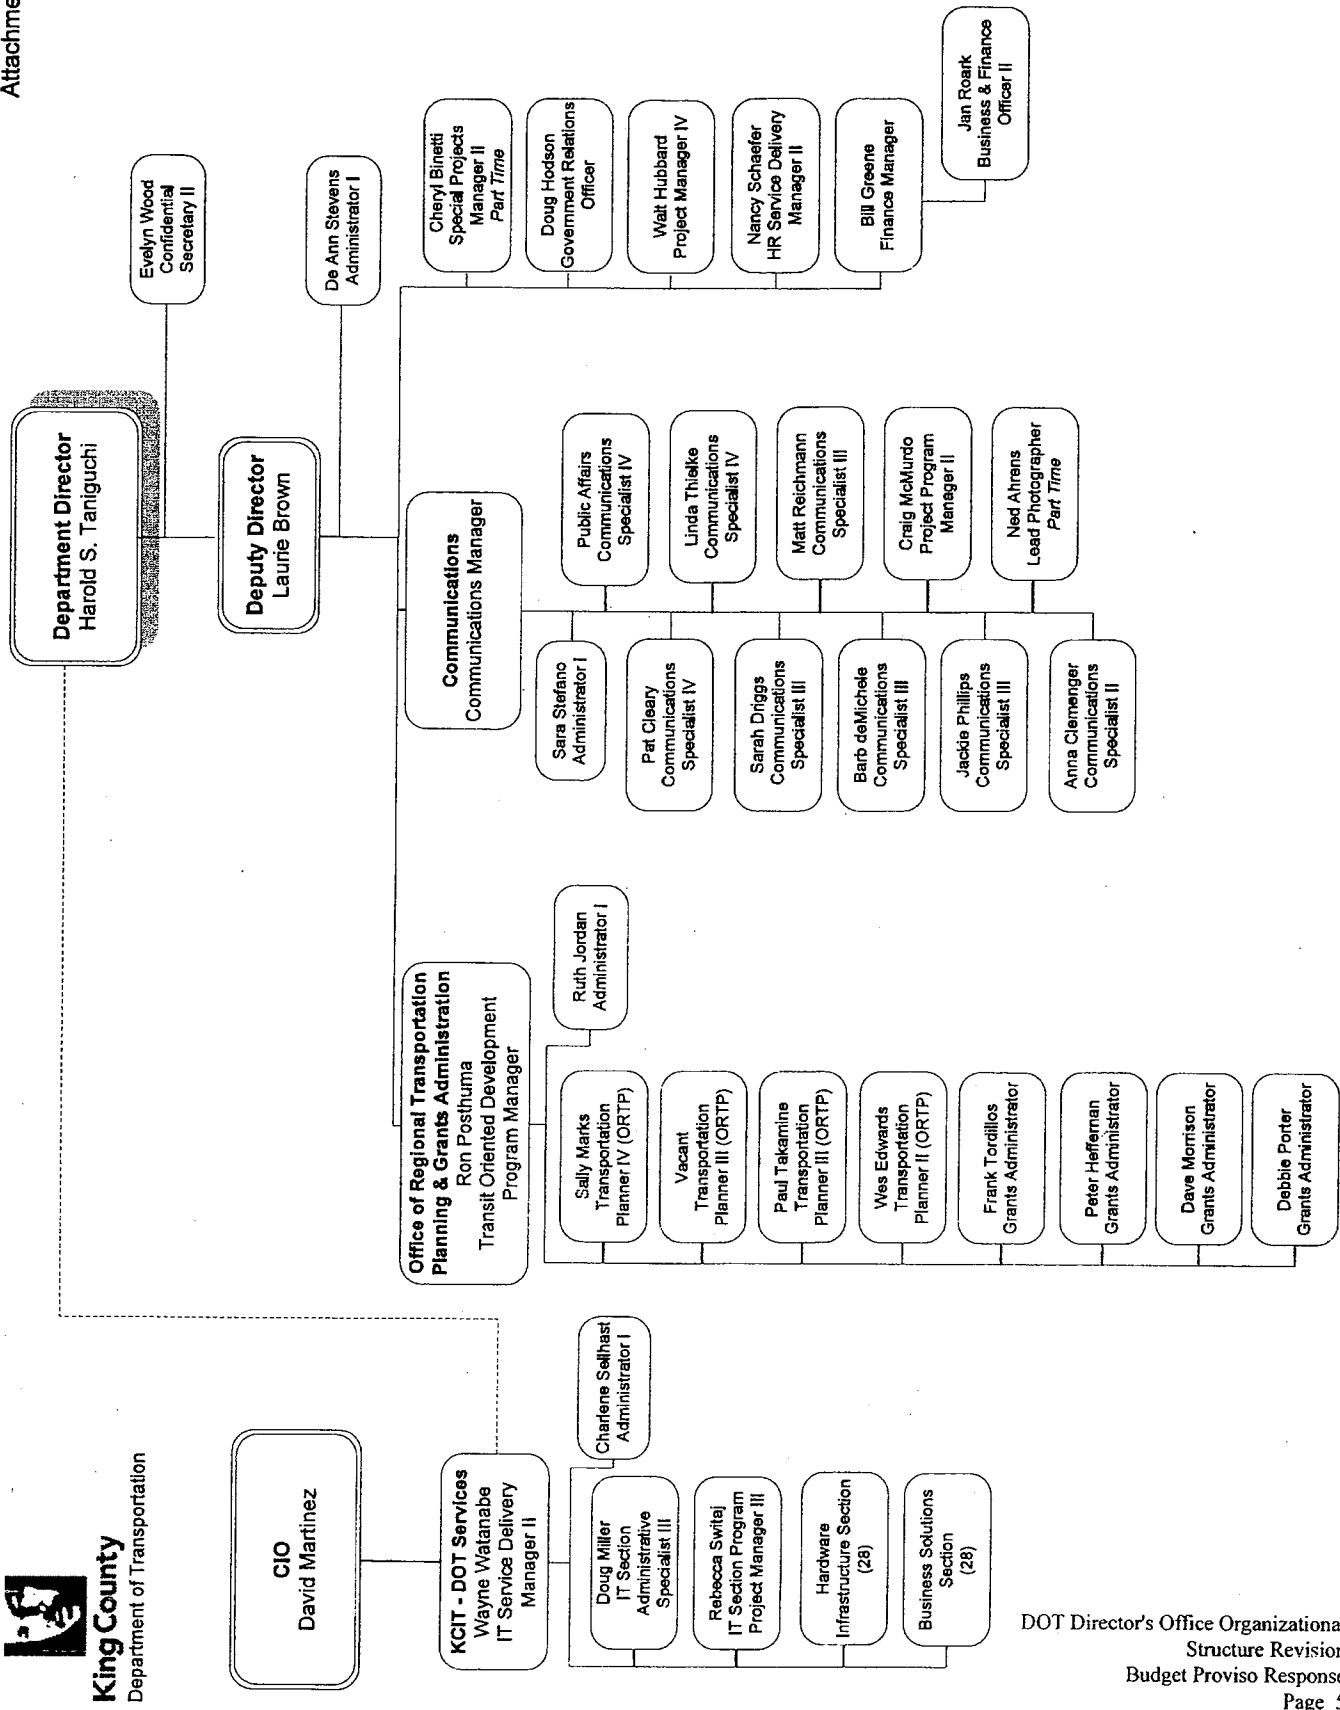 Attachme
King County
Department of Transportation
Department Director
Harold S. Taniguchi
Evelyn Wood
Confidential
Secretary II
Deputy Director
Laurie Brown
De Ann Stevens
Administrator I
CIO
David Martinez
KCIT - DOT Services
Wayne Watanabe
IT Service Delivery
Manager II
Charlene Sellhast
Administrator I
Doug Miller
IT Section
Administrative
Specialist III
Rebecca Switaj
IT Section Program
Project Manager III
Hardware
Infrastructure Section
(28)
Business Solutions
Section
(28)
Office of Regional Transportation
Planning & Grants Administration
Ron Posthuma
Transit Oriented Development
Program Manager
Ruth Jordan
Administrator I
Sally Marks
Transportation
Planner IV (ORTP)
Vacant
Transportation
Planner III (ORTP)
Paul Takamine
Transportation
Planner III (ORTP)
Wes Edwards
Transportation
Planner II (ORTP)
Frank Tordillos
Grants Administrator
Peter Heffernan
Grants Administrator
Dave Morrison
Grants Administrator
Debbie Porter
Grants Administrator
Communications
Communications Manager
Sara Stefano
Administrator I
Public Affairs
Communications
Specialist IV
Pat Cleary
Communications
Specialist IV
Linda Thielke
Communications
Specialist IV
Sarah Driggs
Communications
Specialist III
Matt Reichmann
Communications
Specialist III
Barb deMichele
Communications
Specialist III
Craig McMurdo
Project Program
Manager II
Jackie Phillips
Communications
Specialist III
Ned Ahrens
Lead Photographer
Part Time
Anna Clemenger
Communications
Specialist II
Cheryl Binetti
Special Projects
Manager II
Part Time
Doug Hodson
Government Relations
Officer
Walt Hubbard
Project Manager IV
Nancy Schaefer
HR Service Delivery
Manager II
Bill Greene
Finance Manager
Jan Roark
Business & Finance
Officer II
DOT Director's Office Organizationa
Structure Revision
Budget Proviso Response
Page 5